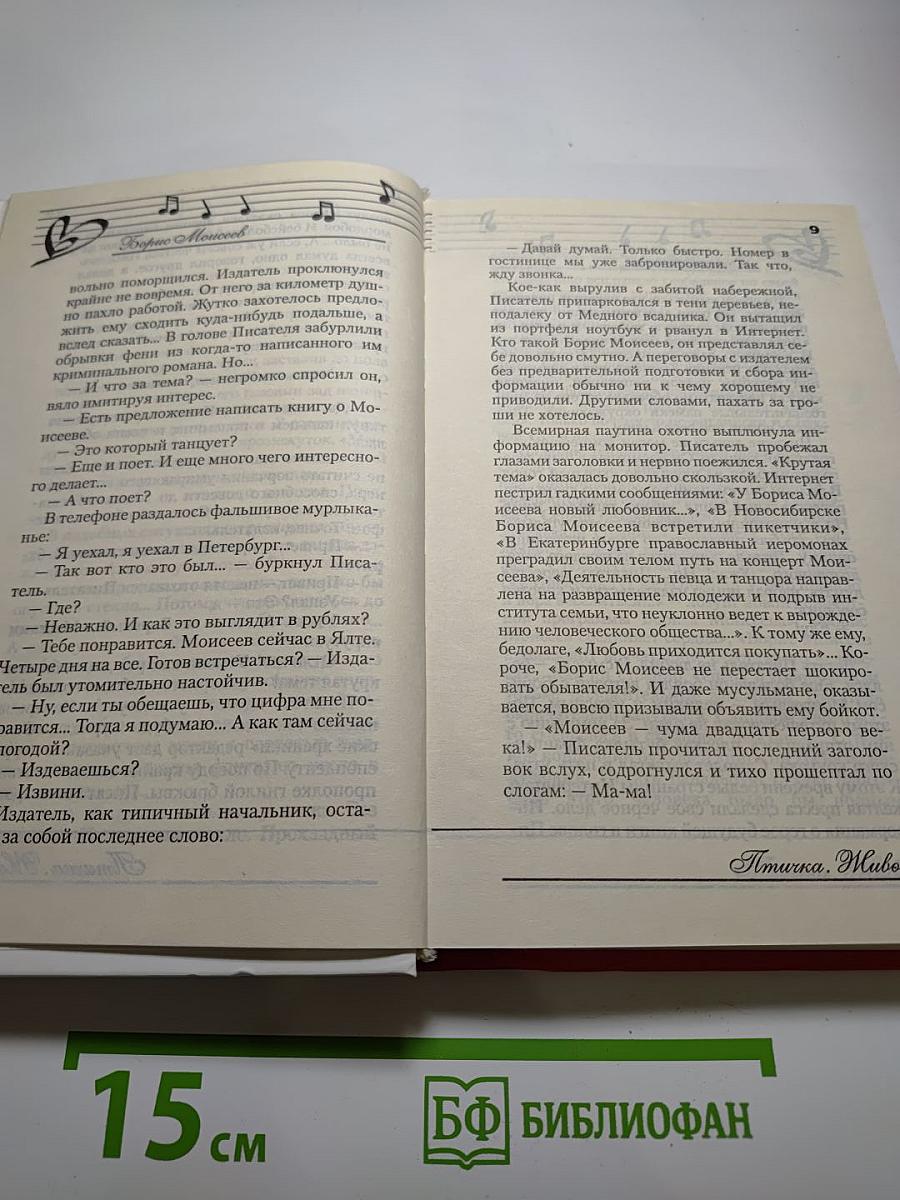 Борис Моисеев
вольно поморщился. Издатель проклюнулся
крайне не вовремя. От него за километр душ-
но пахло работой. Жутко захотелось предло-
жить ему сходить куда-нибудь подальше, а
вслед сказать... В голове Писателя забурлили
обрывки фени из когда-то написанного им
криминального романа. Но...
— И что за тема? — негромко спросил он,
вяло имитируя интерес.
— Есть предложение написать книгу о Мо-
исееве.
— Это который танцует?
— Еще и поет. И еще много чего интересно-
го делает...
— А что поет?
В телефоне раздалось фальшивое мурлыка-
нье:
— Я уехал, я уехал в Петербург...
— Так вот кто это был... — буркнул Писа-
тель.
— Где?
— Неважно. И как это выглядит в рублях?
— Тебе понравится. Моисеев сейчас в Ялте.
Четыре дня на все. Готов встречаться? — Изда-
тель был утомительно настойчив.
— Ну, если ты обещаешь, что цифра мне по-
равится... Тогда я подумаю... А как там сейчас
погодой?
— Издеваешься?
— Извини.
Издатель, как типичный начальник, оста-
за собой последнее слово:
9
— Давай думай. Только быстро. Номер в
гостинице мы уже забронировали. Так что,
жду звонка...
Кое-как вырулив с забитой набережной,
Писатель припарковался в тени деревьев, не-
подалеку от Медного всадника. Он вытащил
из портфеля ноутбук и рванул в Интернет.
Кто такой Борис Моисеев, он представлял се-
бе довольно смутно. А переговоры с издателем
без предварительной подготовки и сбора ин-
формации обычно ни к чему хорошему не
приводили. Другими словами, пахать за гро-
ши не хотелось.
Всемирная паутина охотно выплюнула ин-
формацию на монитор. Писатель пробежал
глазами заголовки и нервно поежился. «Крутая
тема» оказалась довольно скользкой. Интернет
пестрил гадкими сообщениями: «У Бориса Мо-
исеева новый любовник...», «В Новосибирске
Бориса Моисеева встретили пикетчики»,
«В Екатеринбурге православный иеромонах
преградил своим телом путь на концерт Мои-
сеева», «Деятельность певца и танцора направ-
лена на развращение молодежи и подрыв ин-
ститута семьи, что неуклонно ведет к вырожде-
нию человеческого общества...». К тому же ему,
бедолаге, «Любовь приходится покупать»... Ко-
роче, «Борис Моисеев не перестает шокиро-
вать обывателя!». И даже мусульмане, оказы-
вается, вовсю призывали объявить ему бойкот.
— «Моисеев — чума двадцать первого ве-
ка!» — Писатель прочитал последний заголо-
вок вслух, содрогнулся и тихо прошептал по
слогам: — Ма-ма!
Птичка. Живо
15 см
БФ БИБЛИОФАН